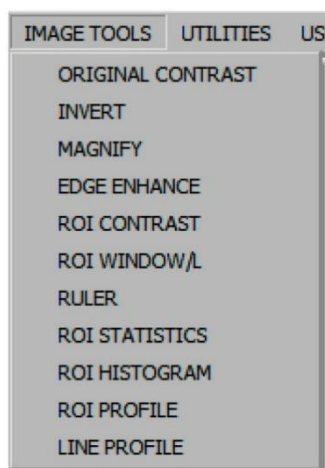 IMAGE TOOLS UTILITIES US
ORIGINAL CONTRAST
INVERT
MAGNIFY
EDGE ENHANCE
ROI CONTRAST
ROI WINDOW/L
RULER
ROI STATISTICS
ROI HISTOGRAM
ROI PROFILE
LINE PROFILE